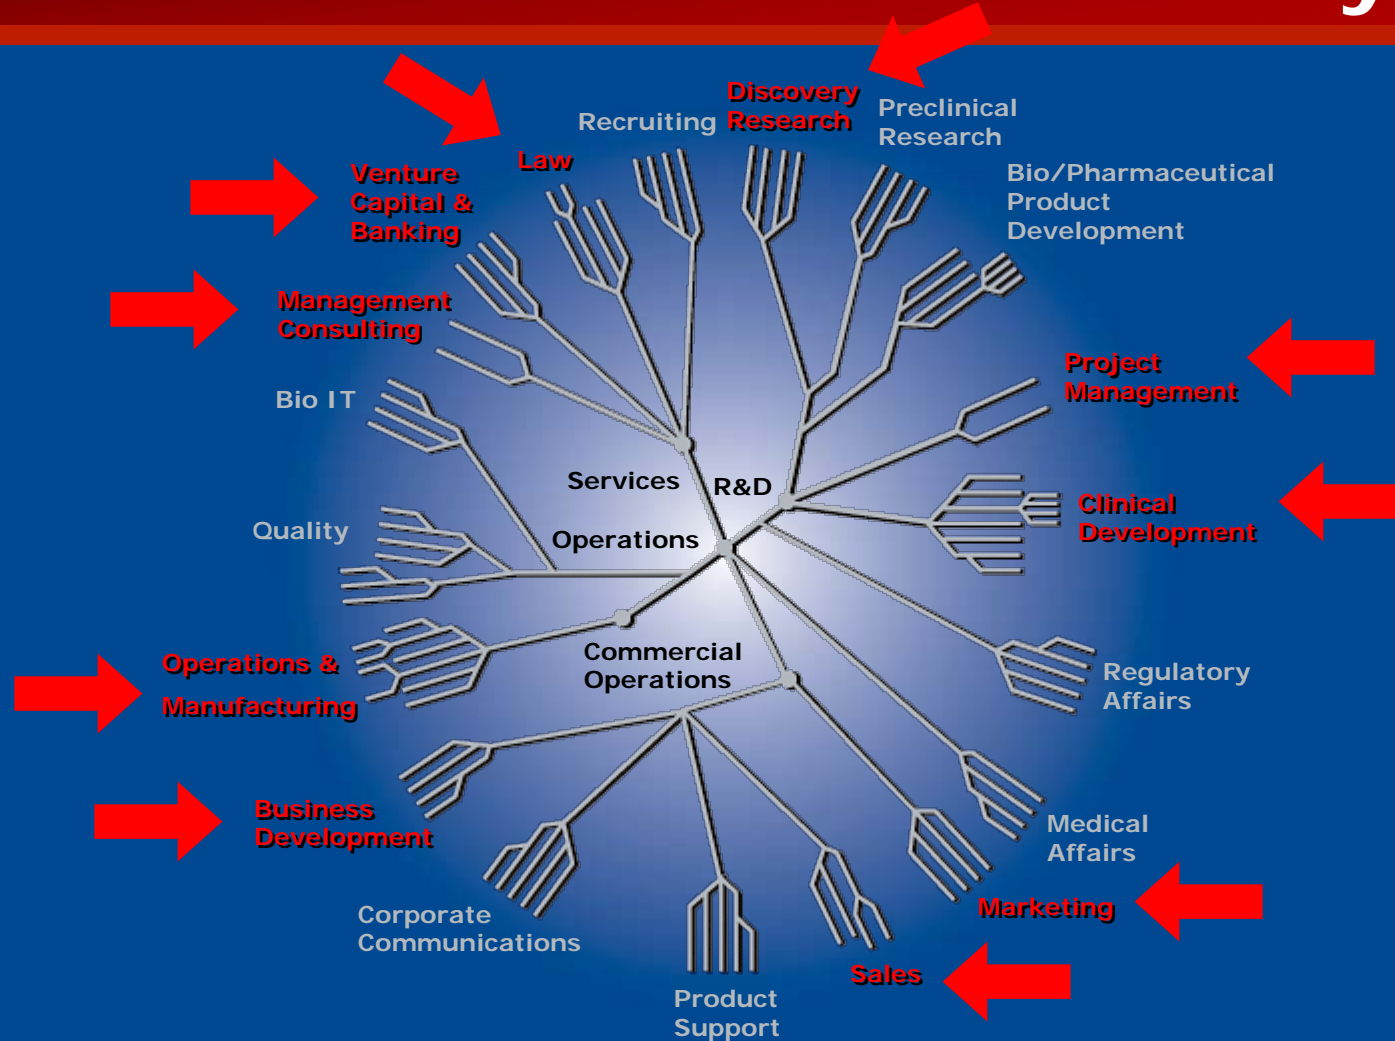 Discovery
Research
Preclinical
Research
Recruiting
Law
Venture
Capital &
Banking
Bio/Pharmaceutical
Product
Development
Management
Consulting
Project
Management
Bio IT
Services
R&D
Clinical
Development
Quality
Operations
Commercial
Operations
Operations &
Manufacturing
Regulatory
Affairs
Business
Development
Medical
Affairs
Marketing
Corporate
Communications
Sales
Product
Support